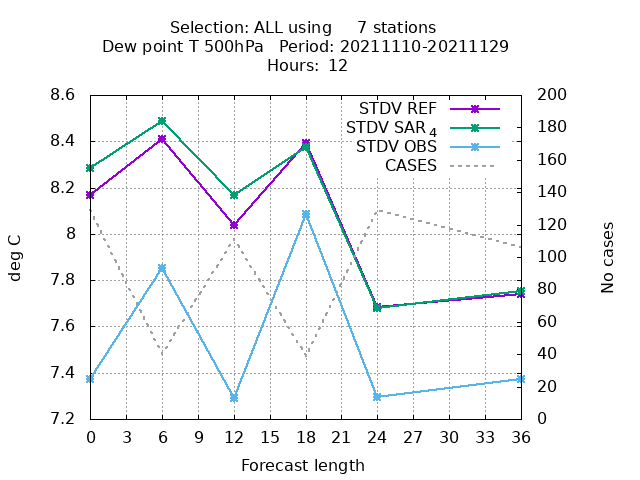 Selection: ALL using     7 stations
Dew point T 500hPa   Period: 20211110-20211129
Hours: 12
8.6
8.4
8.2
8
7.8
7.6
7.4
7.2
deg C
STDV REF
STDV SAR4
STDV OBS
CASES
200
180
160
140
120
100
80
60
40
20
0
No cases
0 3 6 9 12 15 18 21 24 27 30 33 36
Forecast length